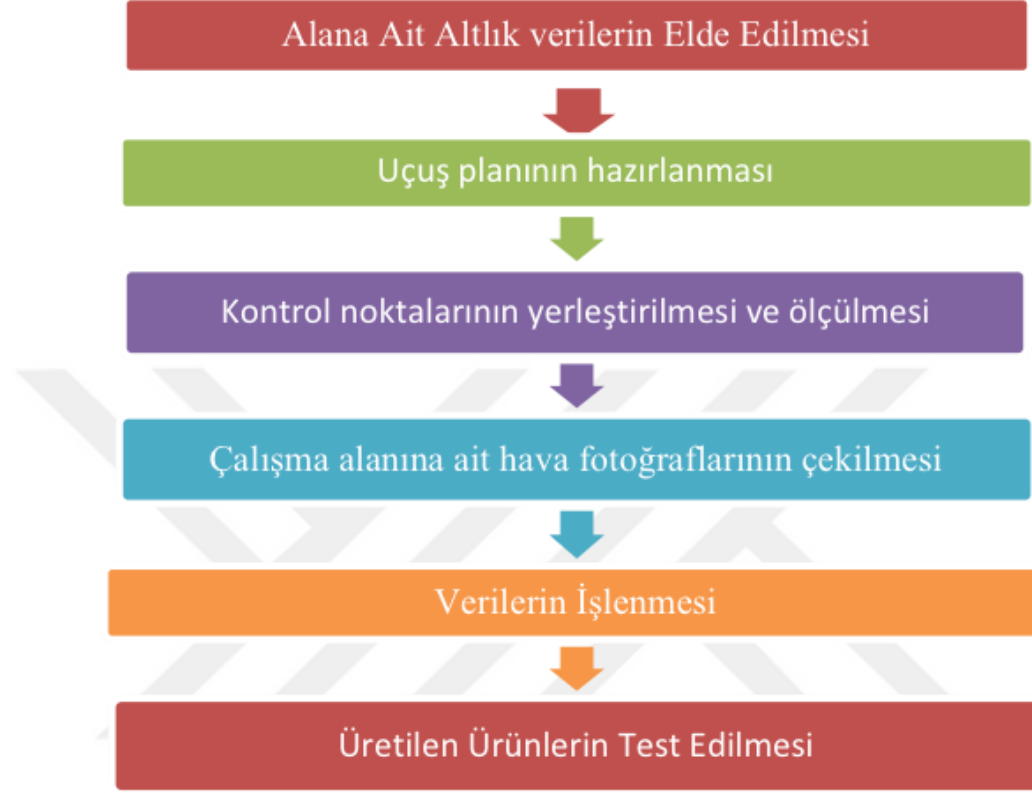 Alana Ait Altlık verilerin Elde Edilmesi
Uçuş planının hazırlanması
Kontrol noktalarının yerleştirilmesi ve ölçülmesi
Çalışma alanına ait hava fotoğraflarının çekilmesi
Verilerin İşlenmesi
Üretilen Ürünlerin Test Edilmesi